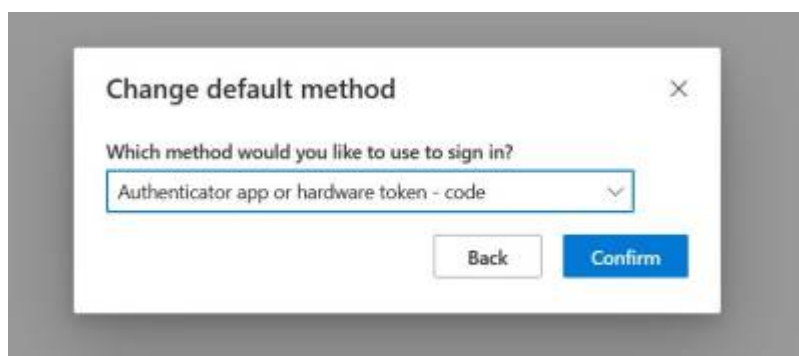 Change default method
Which method would you like to use to sign in?
Authenticator app or hardware token - code
Back Confirm